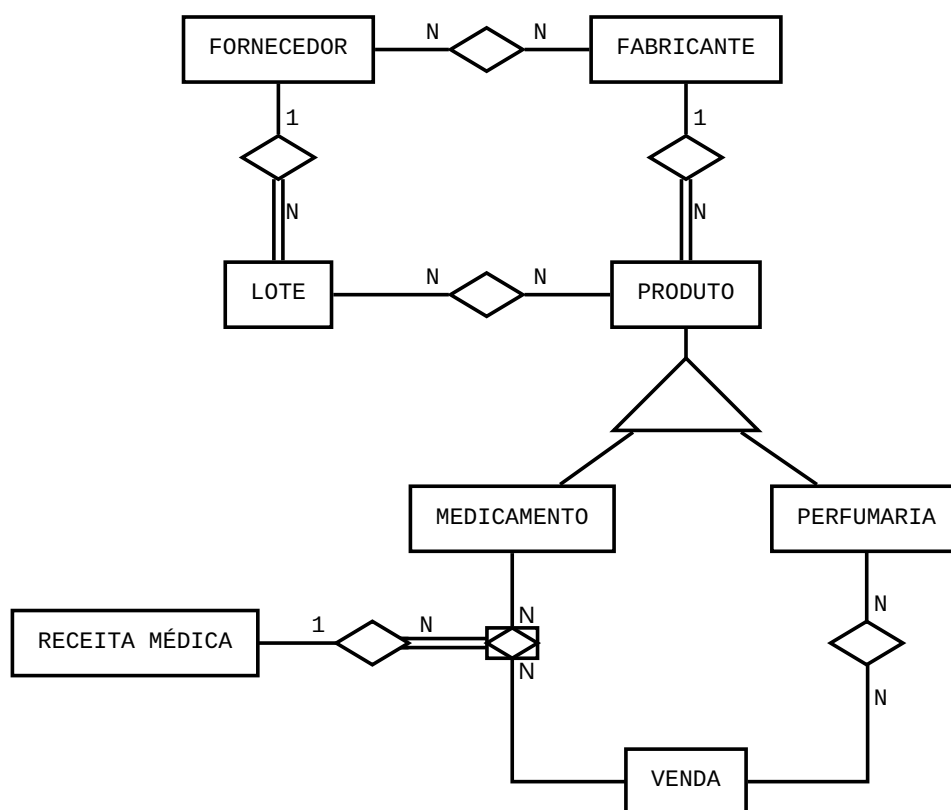 FORNECEDOR N N FABRICANTE
1 1
N N
LOTE N N PRODUTO
MEDICAMENTO PERFUMARIA
N N
RECEITA MÉDICA 1 N
N N
VENDA